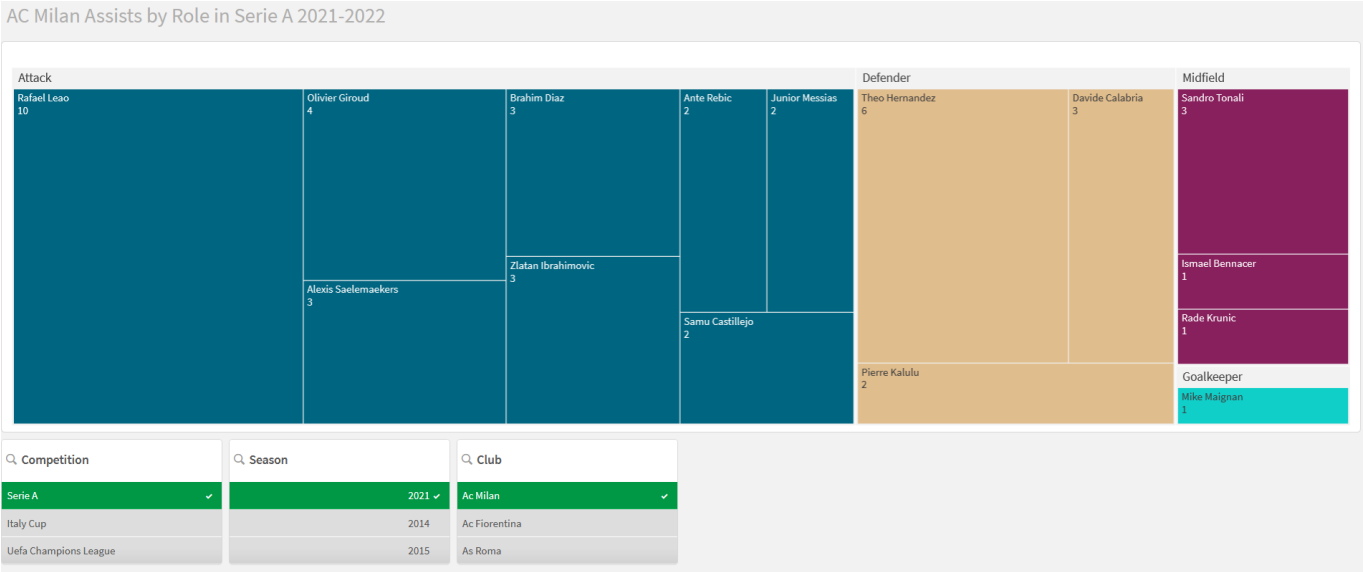 AC Milan Assists by Role in Serie A 2021-2022
Attack
Rafael Leao
10
Olivier Giroud
4
Alexis Saelemaekers
3
Brahim Diaz
3
Zlatan Ibrahimovic
3
Ante Rebic
2
Junior Messias
2
Samu Castillejo
2
Defender
Theo Hernandez
6
Davide Calabria
3
Pierre Kalulu
2
Midfield
Sandro Tonali
3
Ismael Bennacer
1
Rade Krunic
1
Goalkeeper
Mike Maignan
1
Competition
Serie A
Italy Cup
Uefa Champions League
Season
2021
2014
2015
Club
Ac Milan
Ac Fiorentina
As Roma